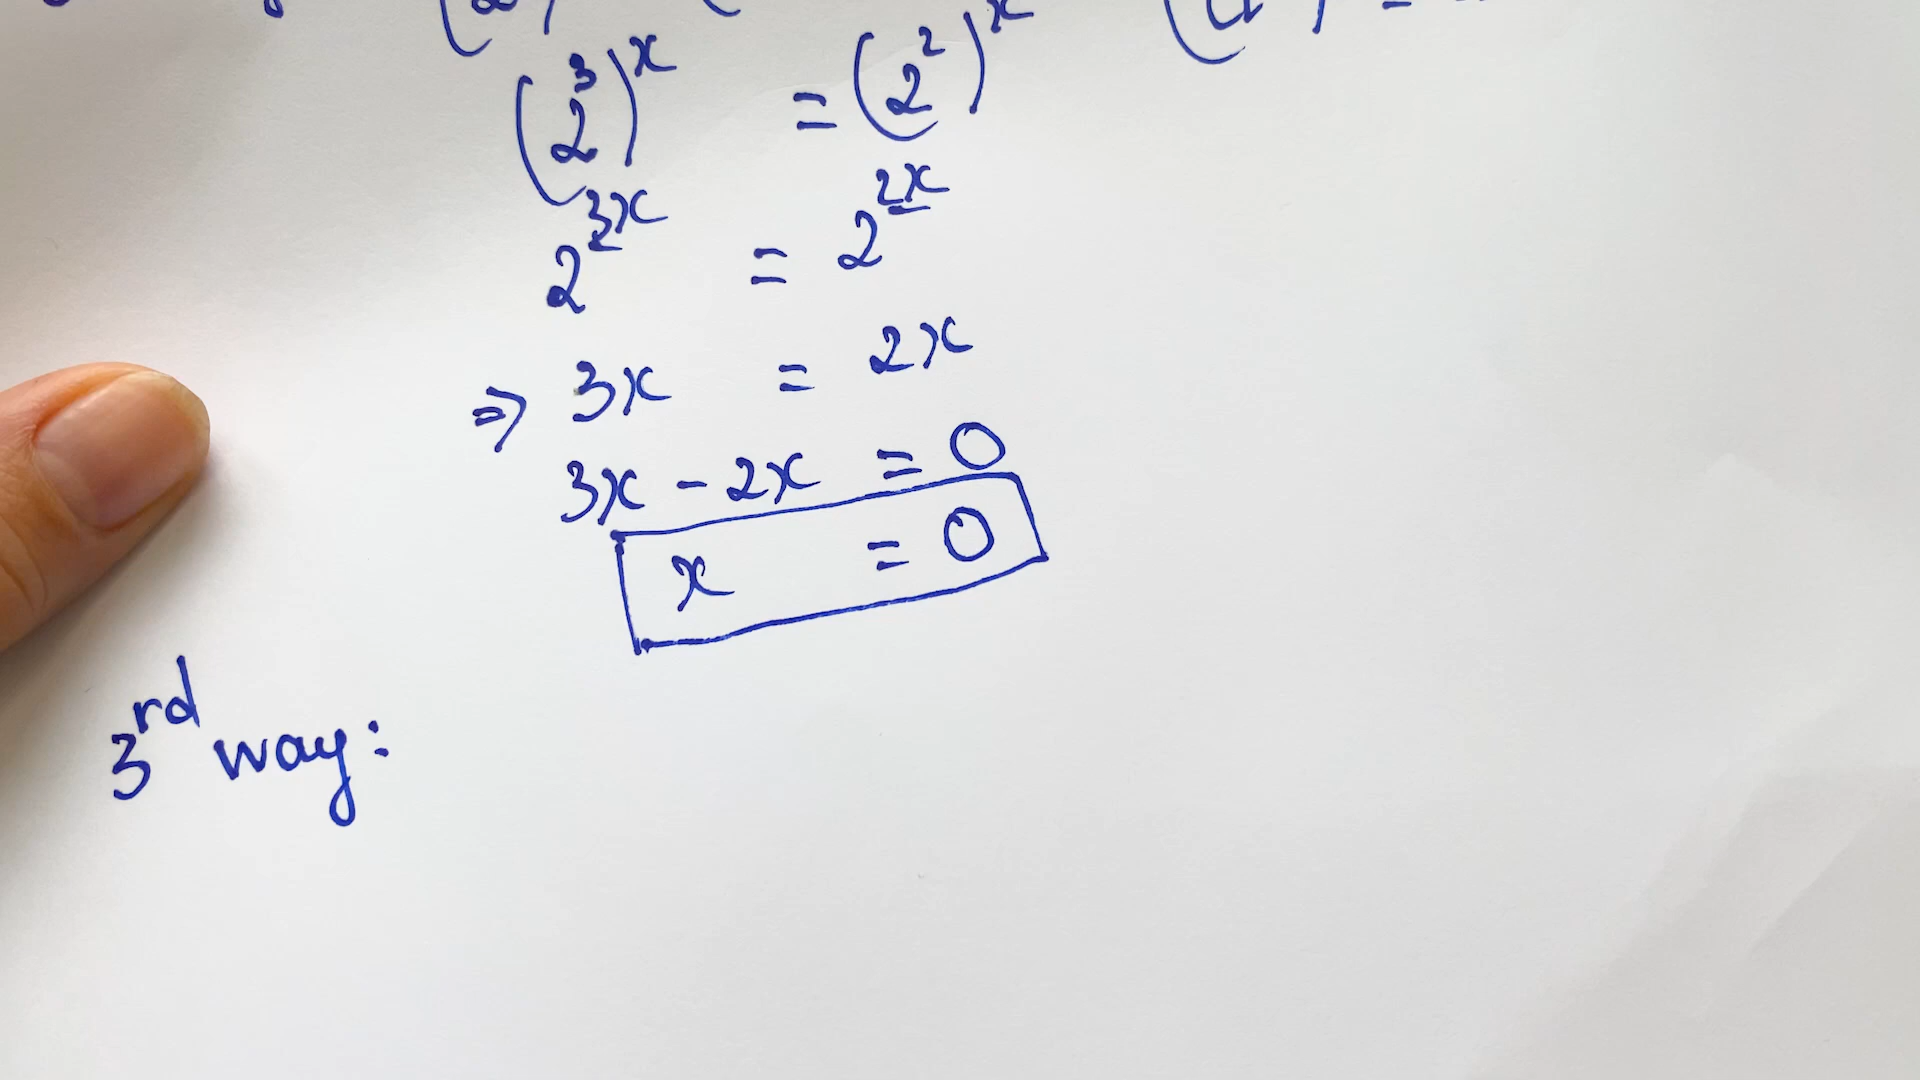 (2³)ˣ = (2²)ˣ
2³ˣ = 2²ˣ
⇒ 3x = 2x
3x - 2x = 0
x = 0
3rd way: